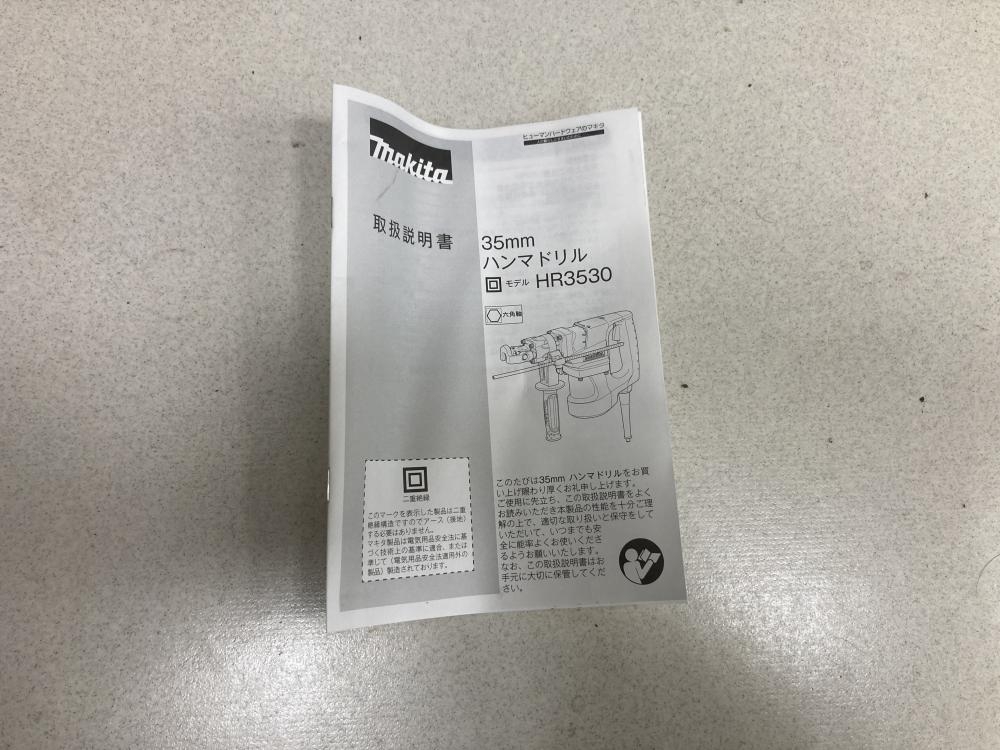 makita
ヒューマンハードウェアのマキタ
取扱説明書
35mm
ハンマドリル
モデル HR3530
六角軸
二重絶縁
このマークを表示した製品は二重
絶縁構造ですのでアース（接地）
する必要はありません。
マキタ製品は電気用品安全法に基
づく技術上の基準に適合、または
準じて（電気用品安全法適用外の
製品）製造されております。
このたびは35mm ハンマドリルをお買
い上げ賜わり厚くお礼申し上げます。
ご使用に先立ち、この取扱説明書をよく
お読みいただき本製品の性能を十分ご理
解の上で、適切な取り扱いと保守をして
いただいて、いつまでも安
全に能率よくお使いくださ
るようお願いいたします。
なお、この取扱説明書はお
手元に大切に保管してくだ
さい。